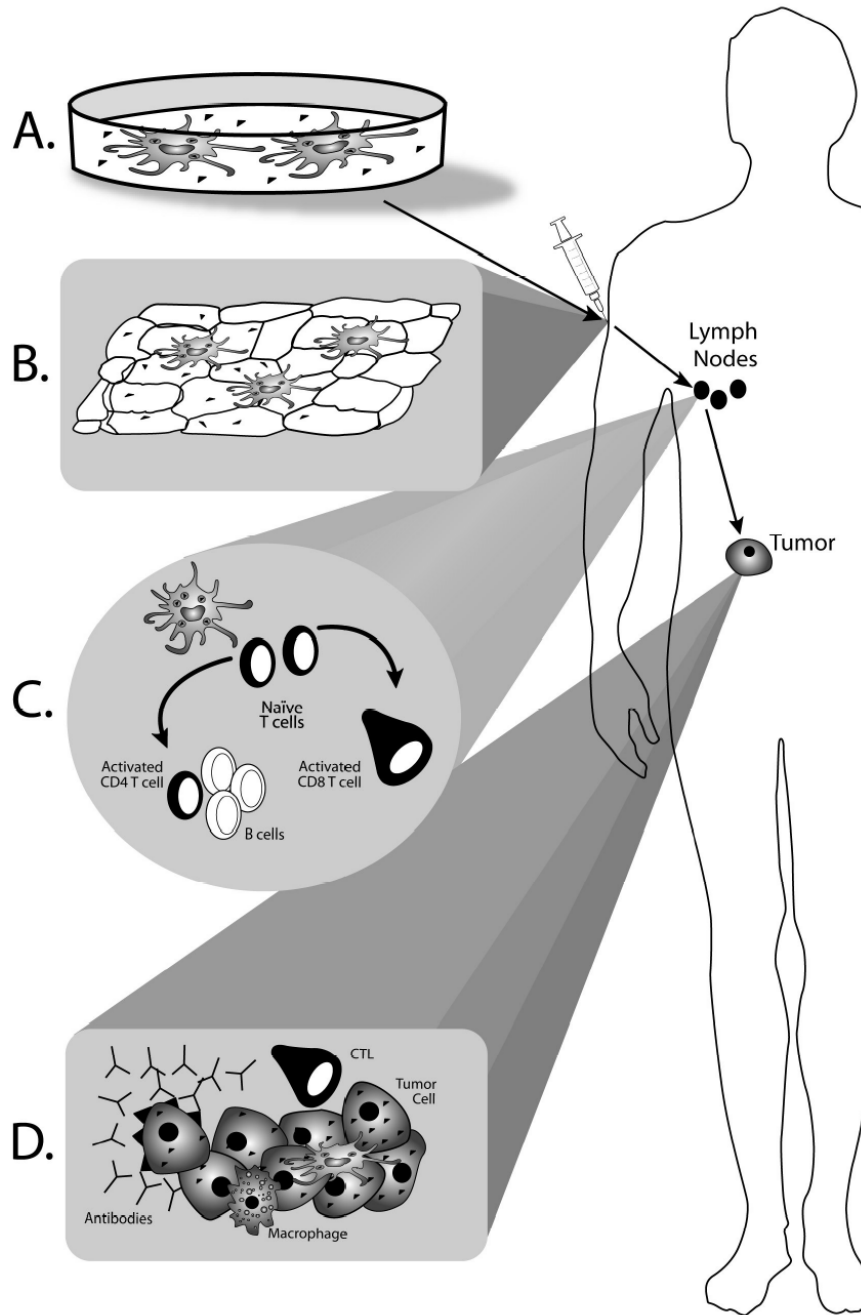 A.
B.
Lymph
Nodes
Tumor
C.
Naïve
T cells
Activated
CD4 T cell
Activated
CD8 T cell
B cells
D.
CTL
Tumor
Cell
Antibodies
Macrophage